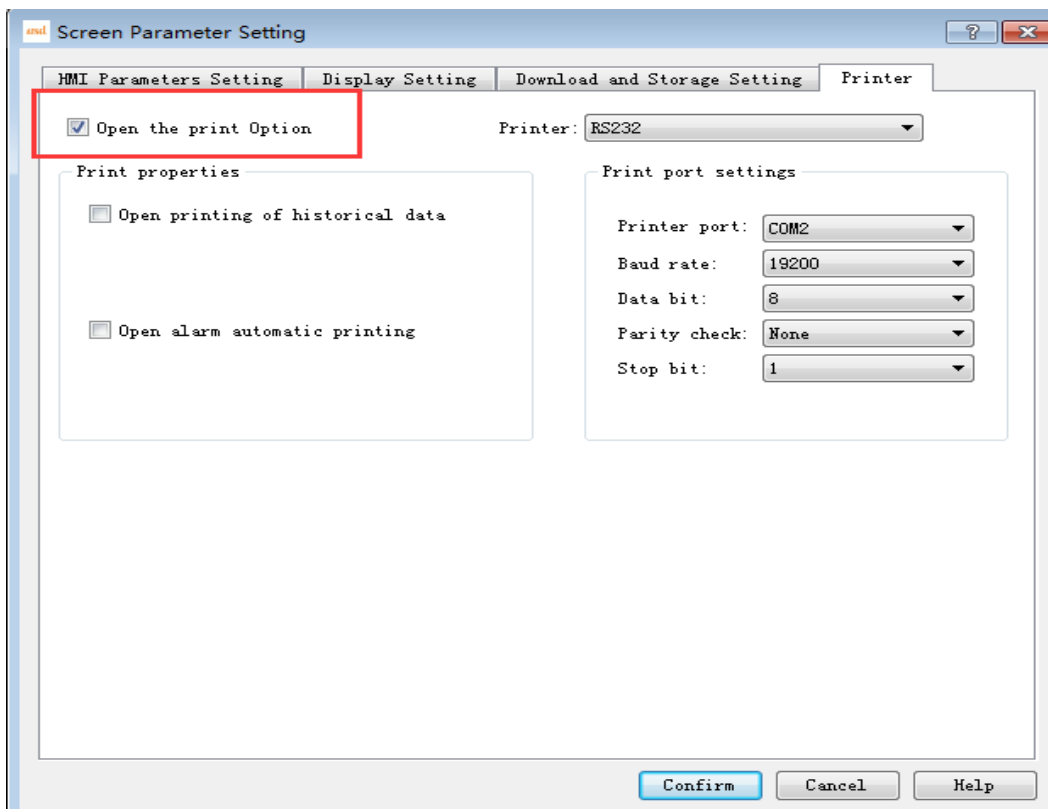 Screen Parameter Setting
HMI Parameters Setting Display Setting Download and Storage Setting Printer
Open the print Option Printer: RS232
Print properties
Open printing of historical data
Open alarm automatic printing
Print port settings
Printer port: COM2
Baud rate: 19200
Data bit: 8
Parity check: None
Stop bit: 1
Confirm Cancel Help